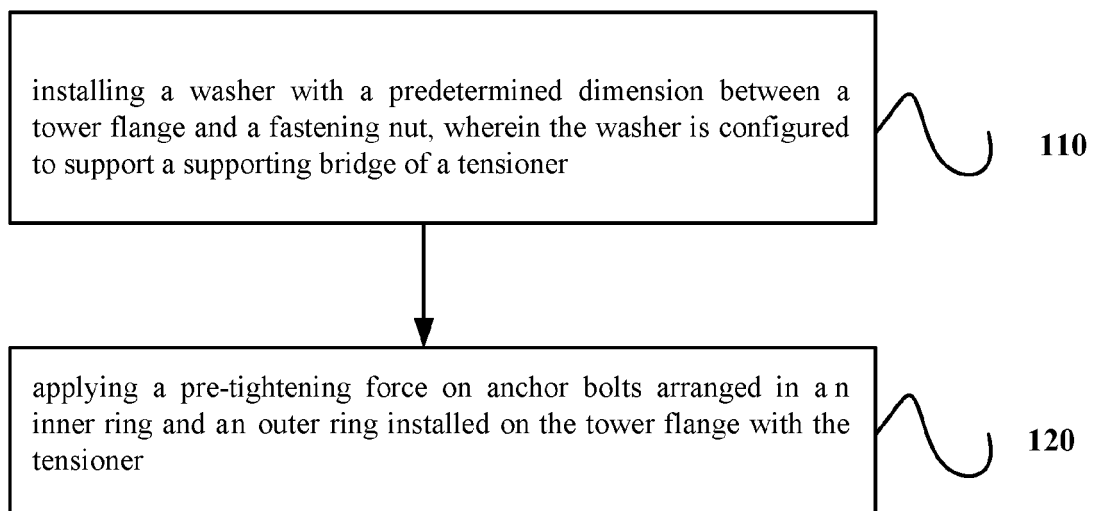 installing a washer with a predetermined dimension between a
tower flange and a fastening nut, wherein the washer is configured
to support a supporting bridge of a tensioner
110
applying a pre-tightening force on anchor bolts arranged in an
inner ring and an outer ring installed on the tower flange with the
tensioner
120